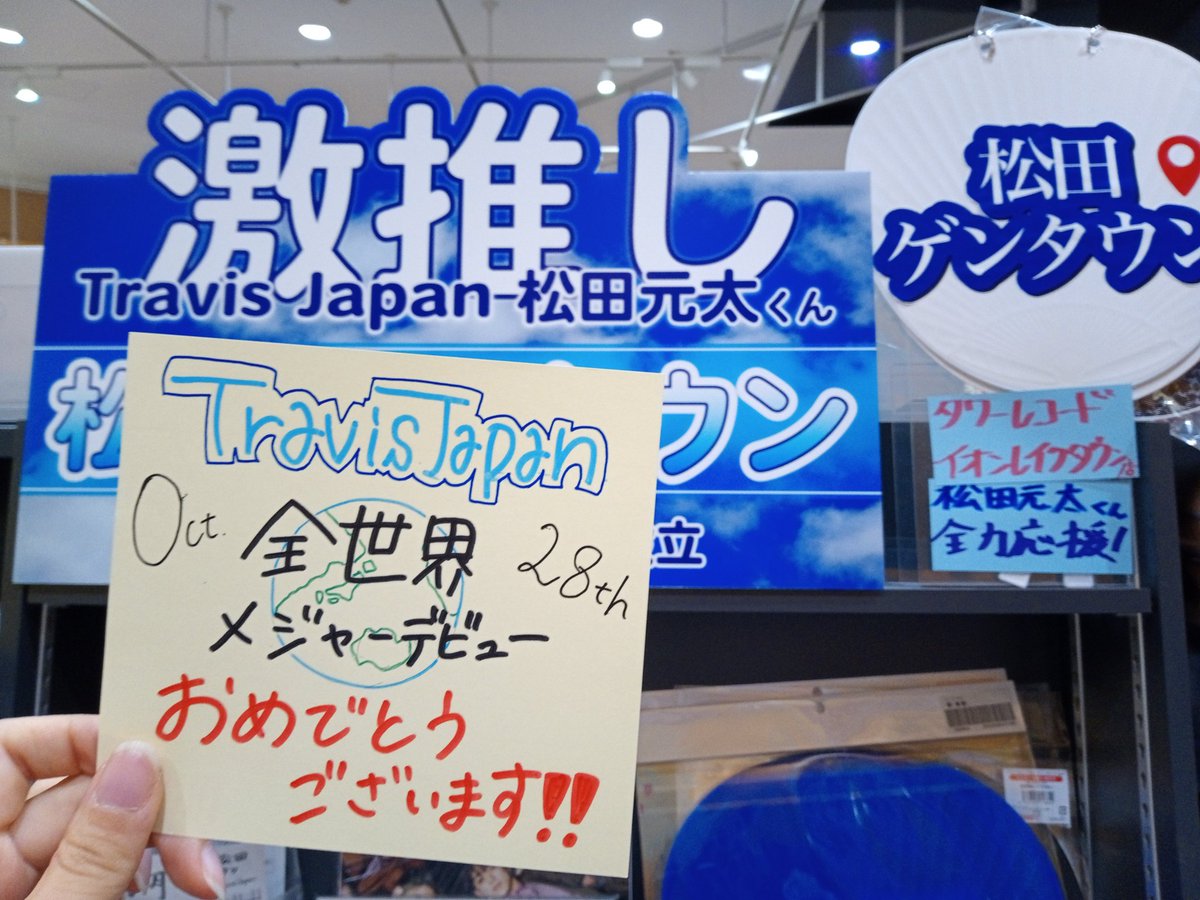 激推し
Travis Japan 松田元太くん
ウン
立
松田
ゲンタウン
タワーレコード
イオンレイクタウン店
松田元太くん
全力応援!
Travis Japan
Oct. 28th
全世界
メジャーデビュー
おめでとう
ございます!!